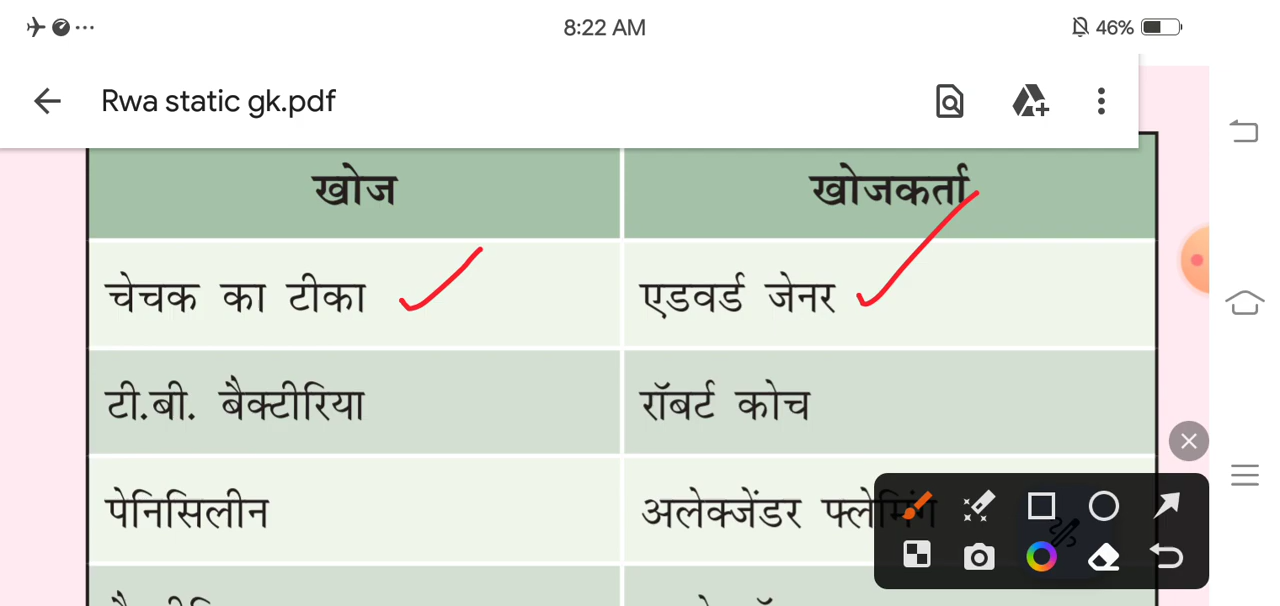 8:22 AM
46%
Rwa static gk.pdf
खोज
खोजकर्ता
चेचक का टीका
एडवर्ड जेनर
टी.बी. बैक्टीरिया
रॉबर्ट कोच
पेनिसिलीन
अलेक्जेंडर फ्लेमिंग